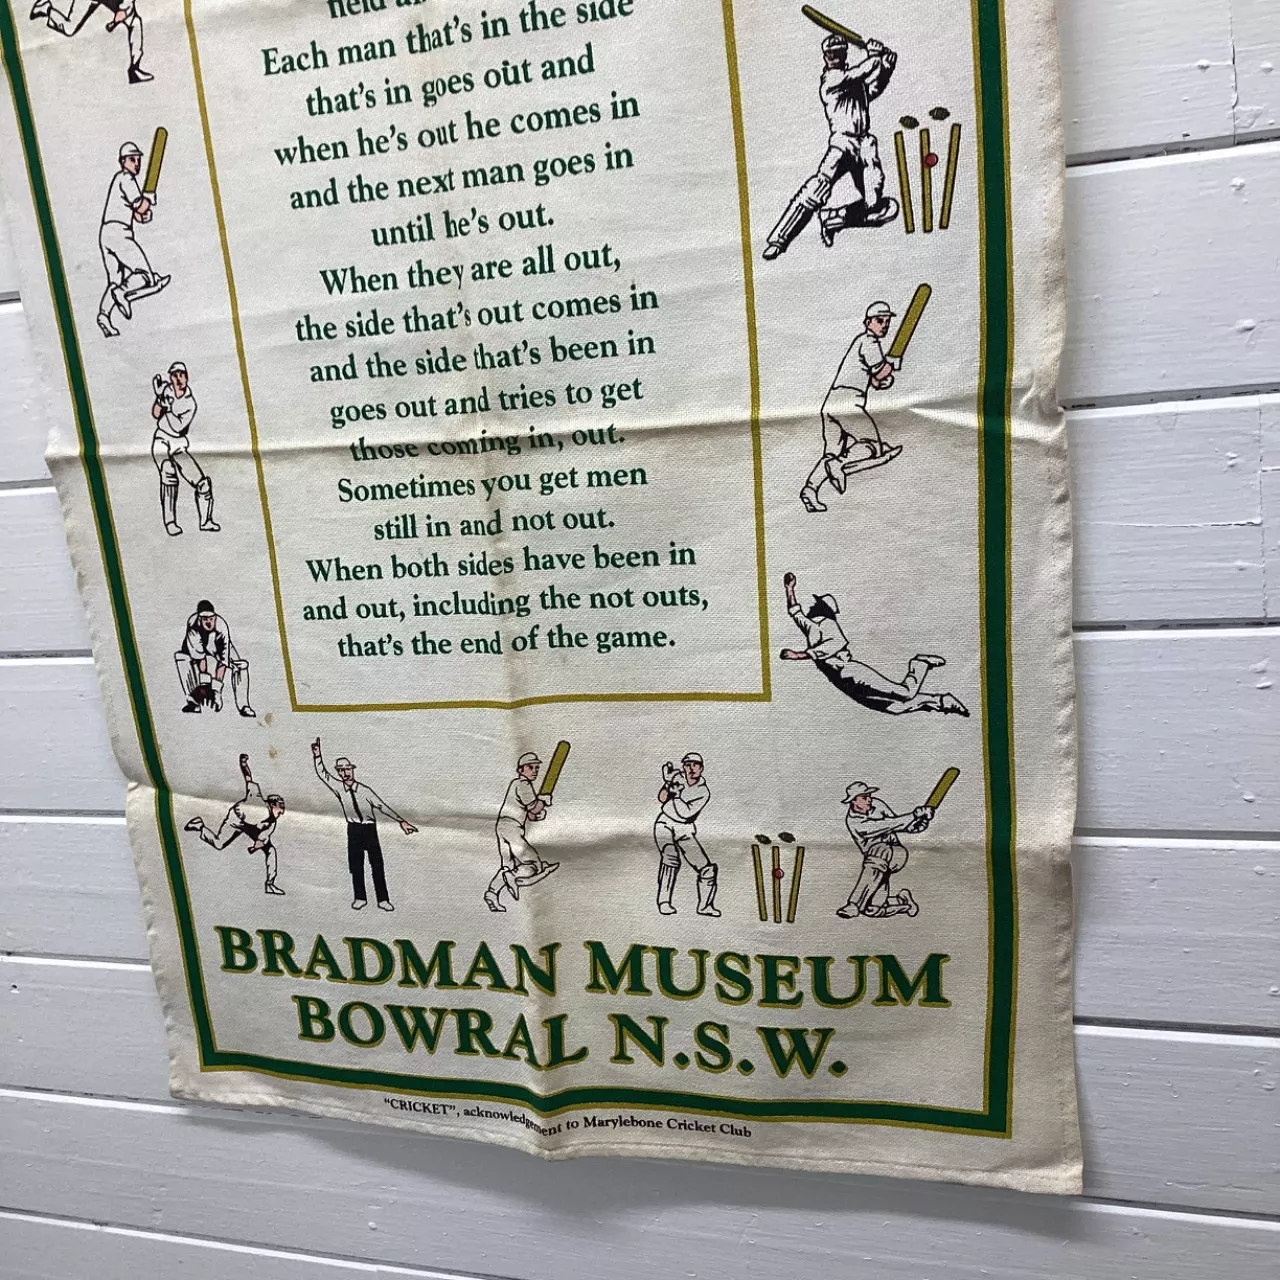 Each man that's in the side
that's in goes out and
when he's out he comes in
and the next man goes in
until he's out.
When they are all out,
the side that's out comes in
and the side that's been in
goes out and tries to get
those coming in, out.
Sometimes you get men
still in and not out.
When both sides have been in
and out, including the not outs,
that's the end of the game.
BRADMAN MUSEUM
BOWRAL N.S.W.
"CRICKET", acknowledgement to Marylebone Cricket Club